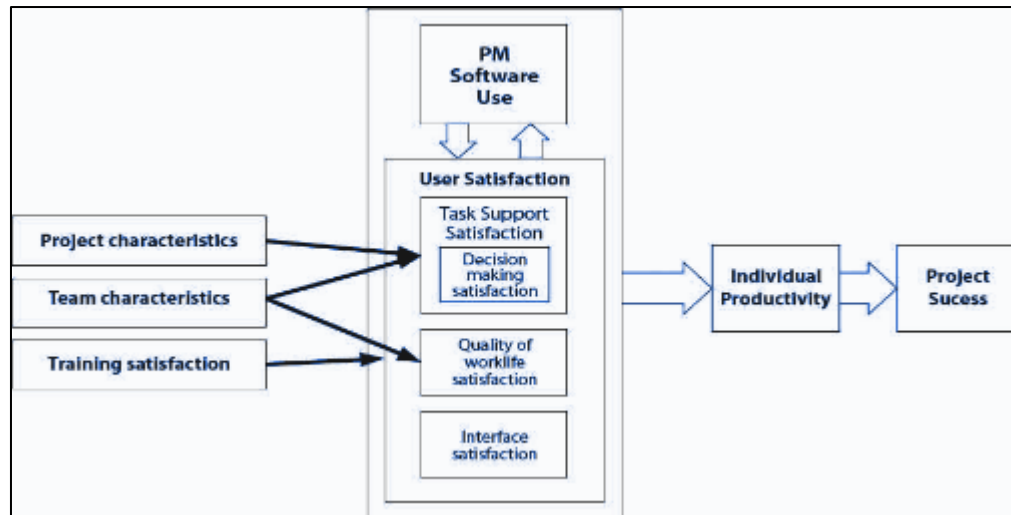 PM
Software
Use
User Satisfaction
Task Support
Satisfaction
Decision
making
satisfaction
Project characteristics
Team characteristics
Training satisfaction
Quality of
worklife
satisfaction
Interface
satisfaction
Individual
Productivity
Project
Sucess